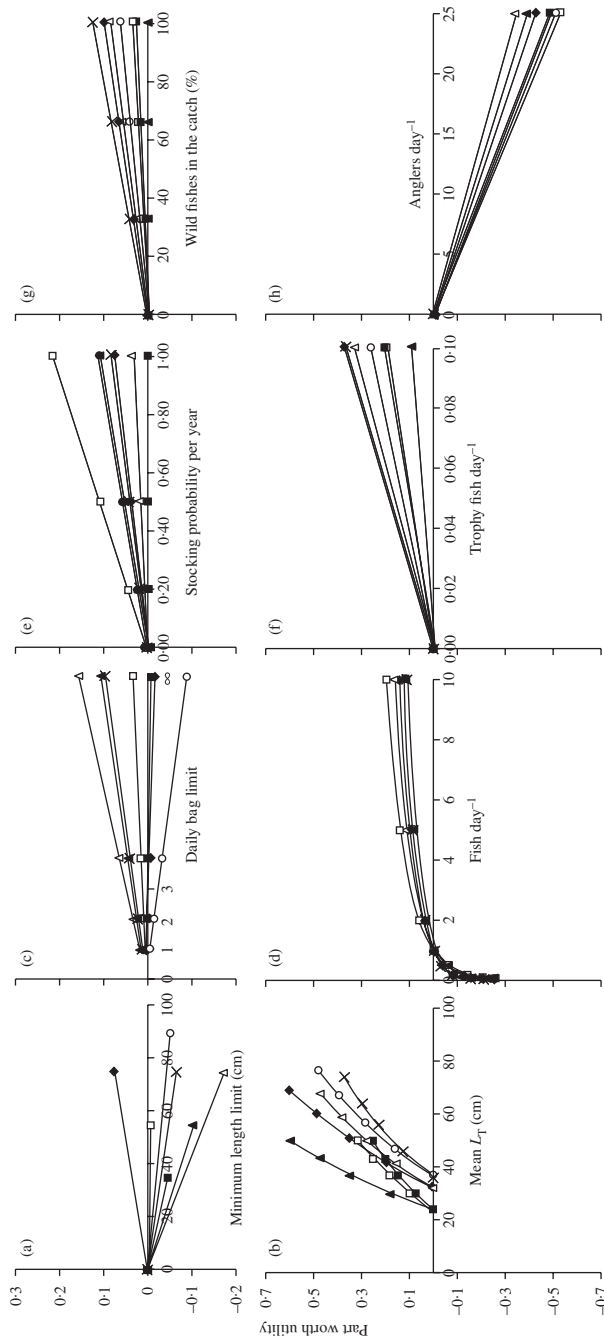 Part worth utility
0·3
0·2
0·1
0
–0·1
–0·2
(a)
0 20 40 60 80 100
Minimum length limit (cm)
(c)
0 1 2 3 ∞
Daily bag limit
(e)
0·00 0·20 0·50 0·80 1·00
Stocking probability per year
(g)
0 20 40 60 80 100
Wild fishes in the catch (%)
0·7
0·5
0·3
0·1
–0·1
–0·3
–0·5
–0·7
(b)
0 20 40 60 80 100
Mean L_T (cm)
(d)
0 2 4 6 8 10
Fish day⁻¹
(f)
0·00 0·02 0·04 0·06 0·08 0·10
Trophy fish day⁻¹
(h)
0 5 15 20 25
Anglers day⁻¹